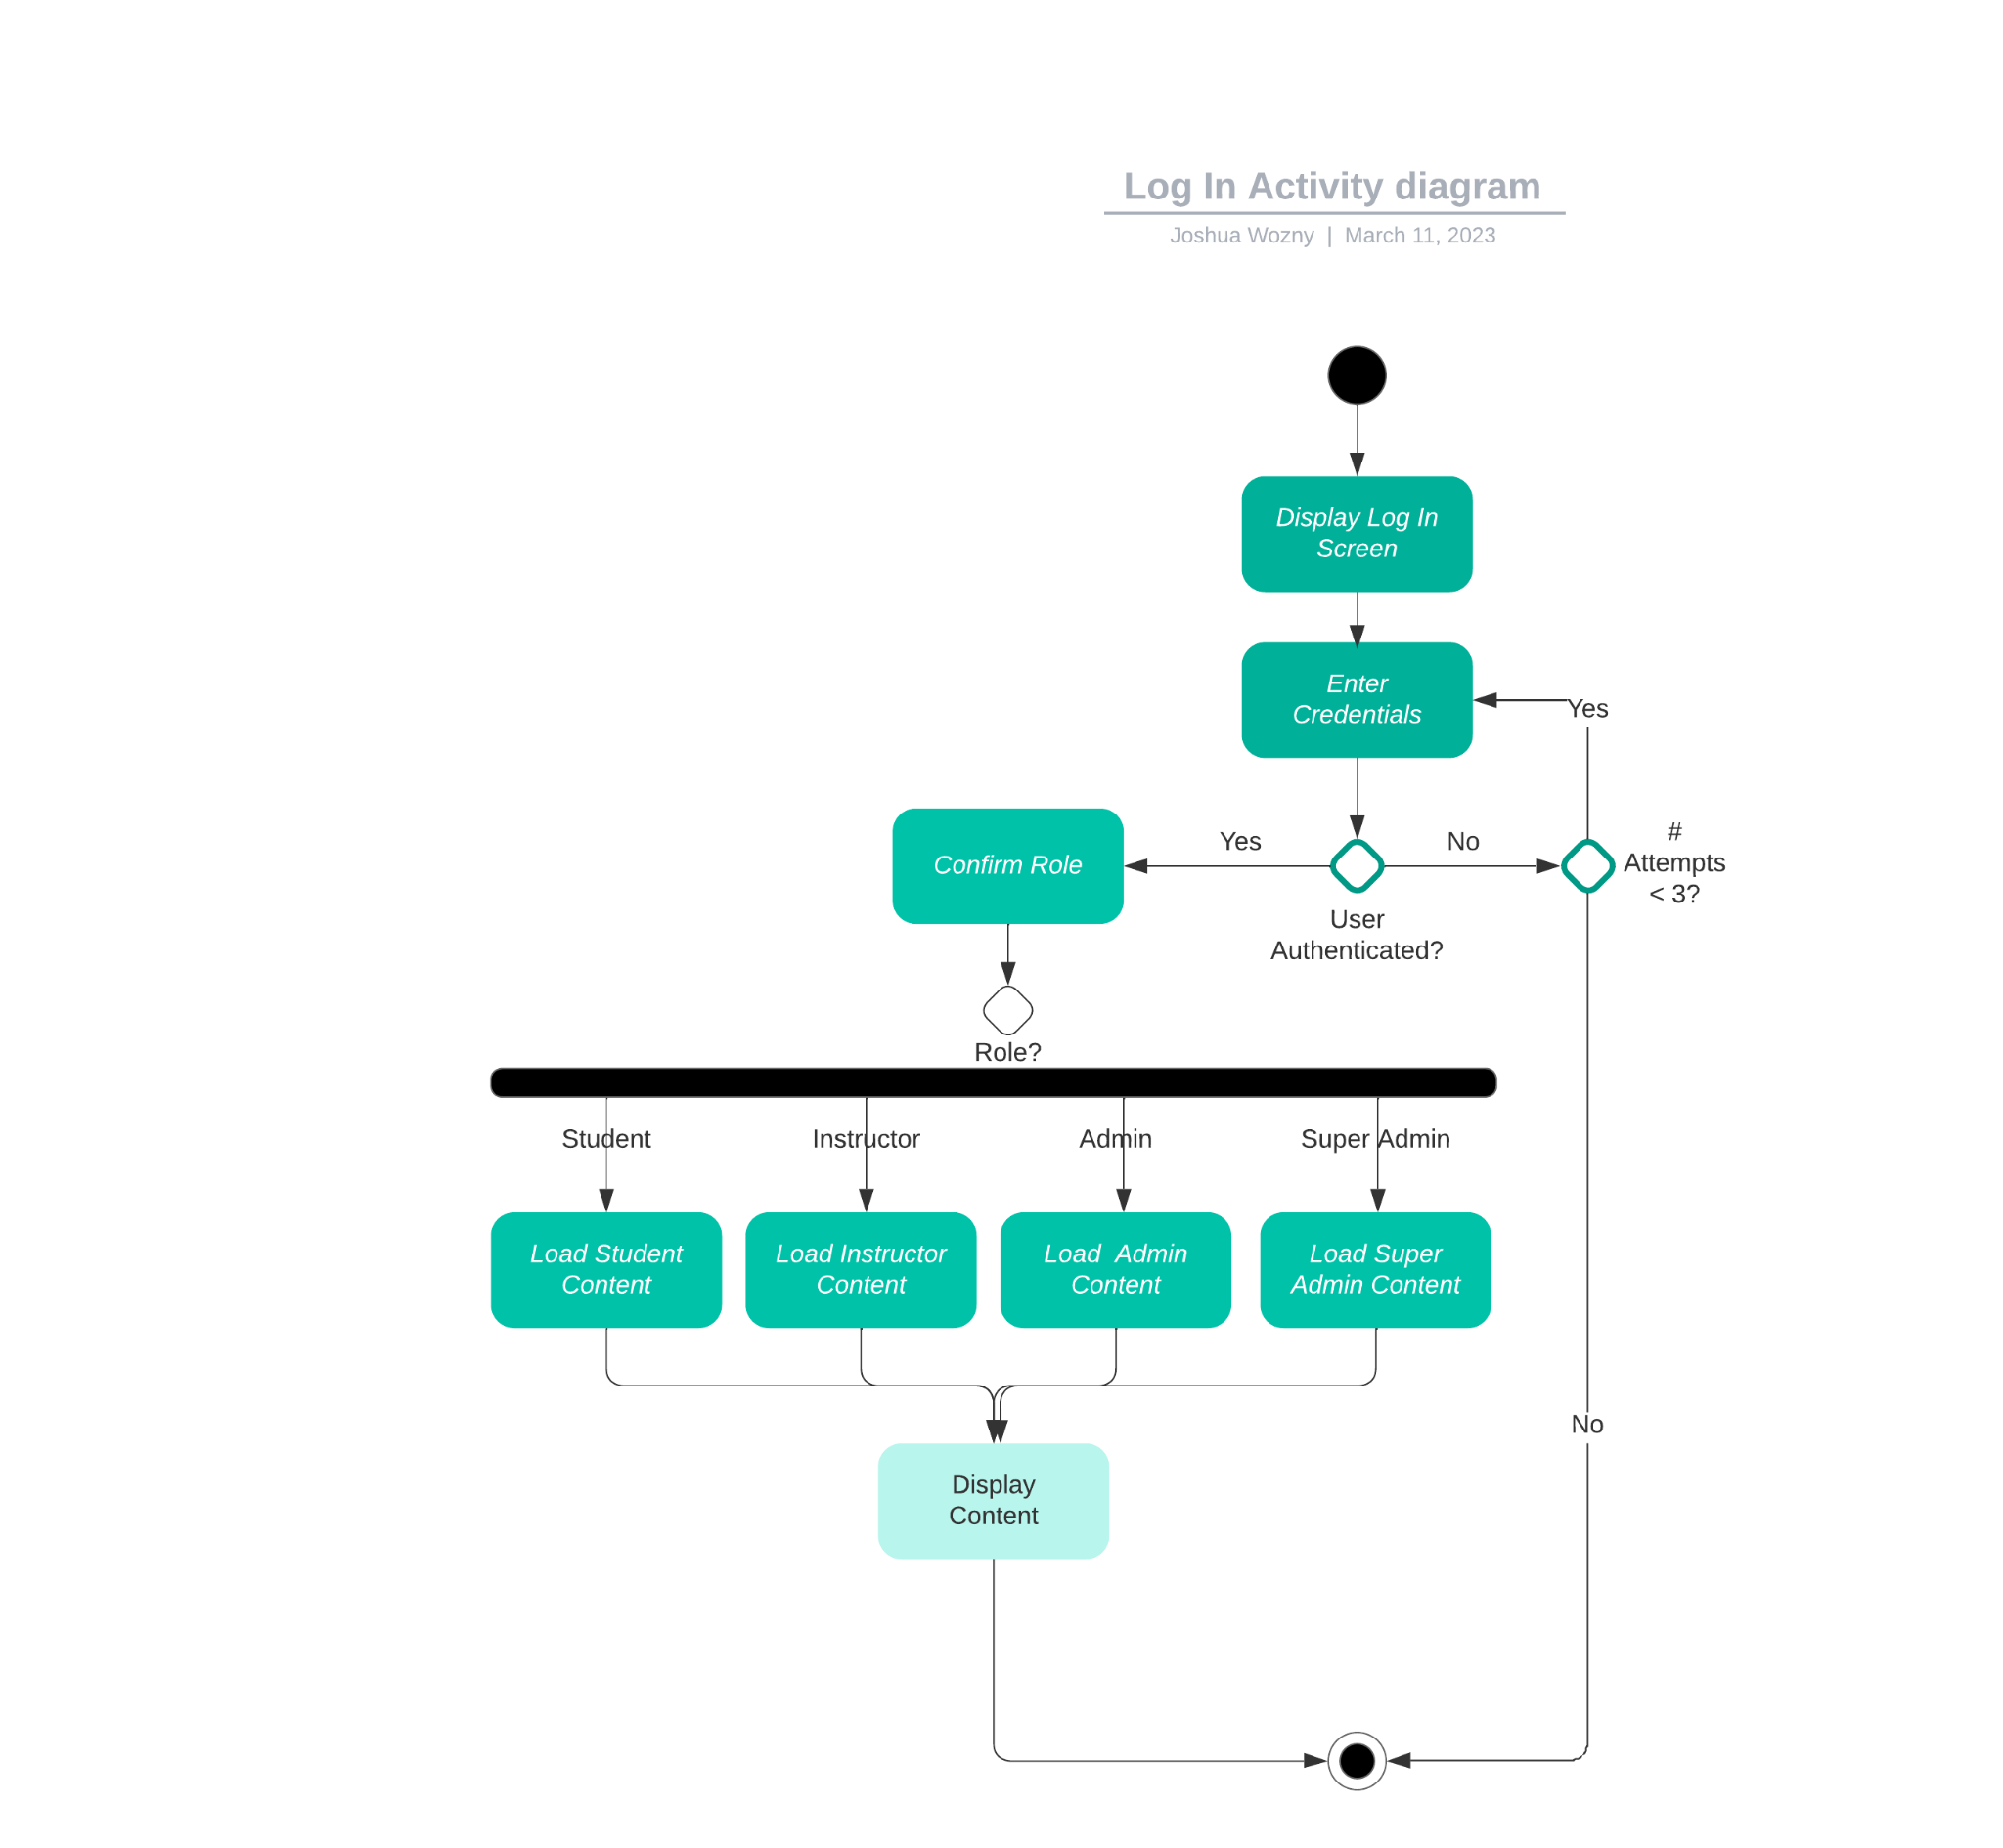 Log In Activity diagram
Joshua Wozny | March 11, 2023
Display Log In
Screen
Enter
Credentials
Yes
Confirm Role
Yes
No
#
Attempts
< 3?
User
Authenticated?
Role?
Student
Instructor
Admin
Super Admin
Load Student
Content
Load Instructor
Content
Load Admin
Content
Load Super
Admin Content
No
Display
Content